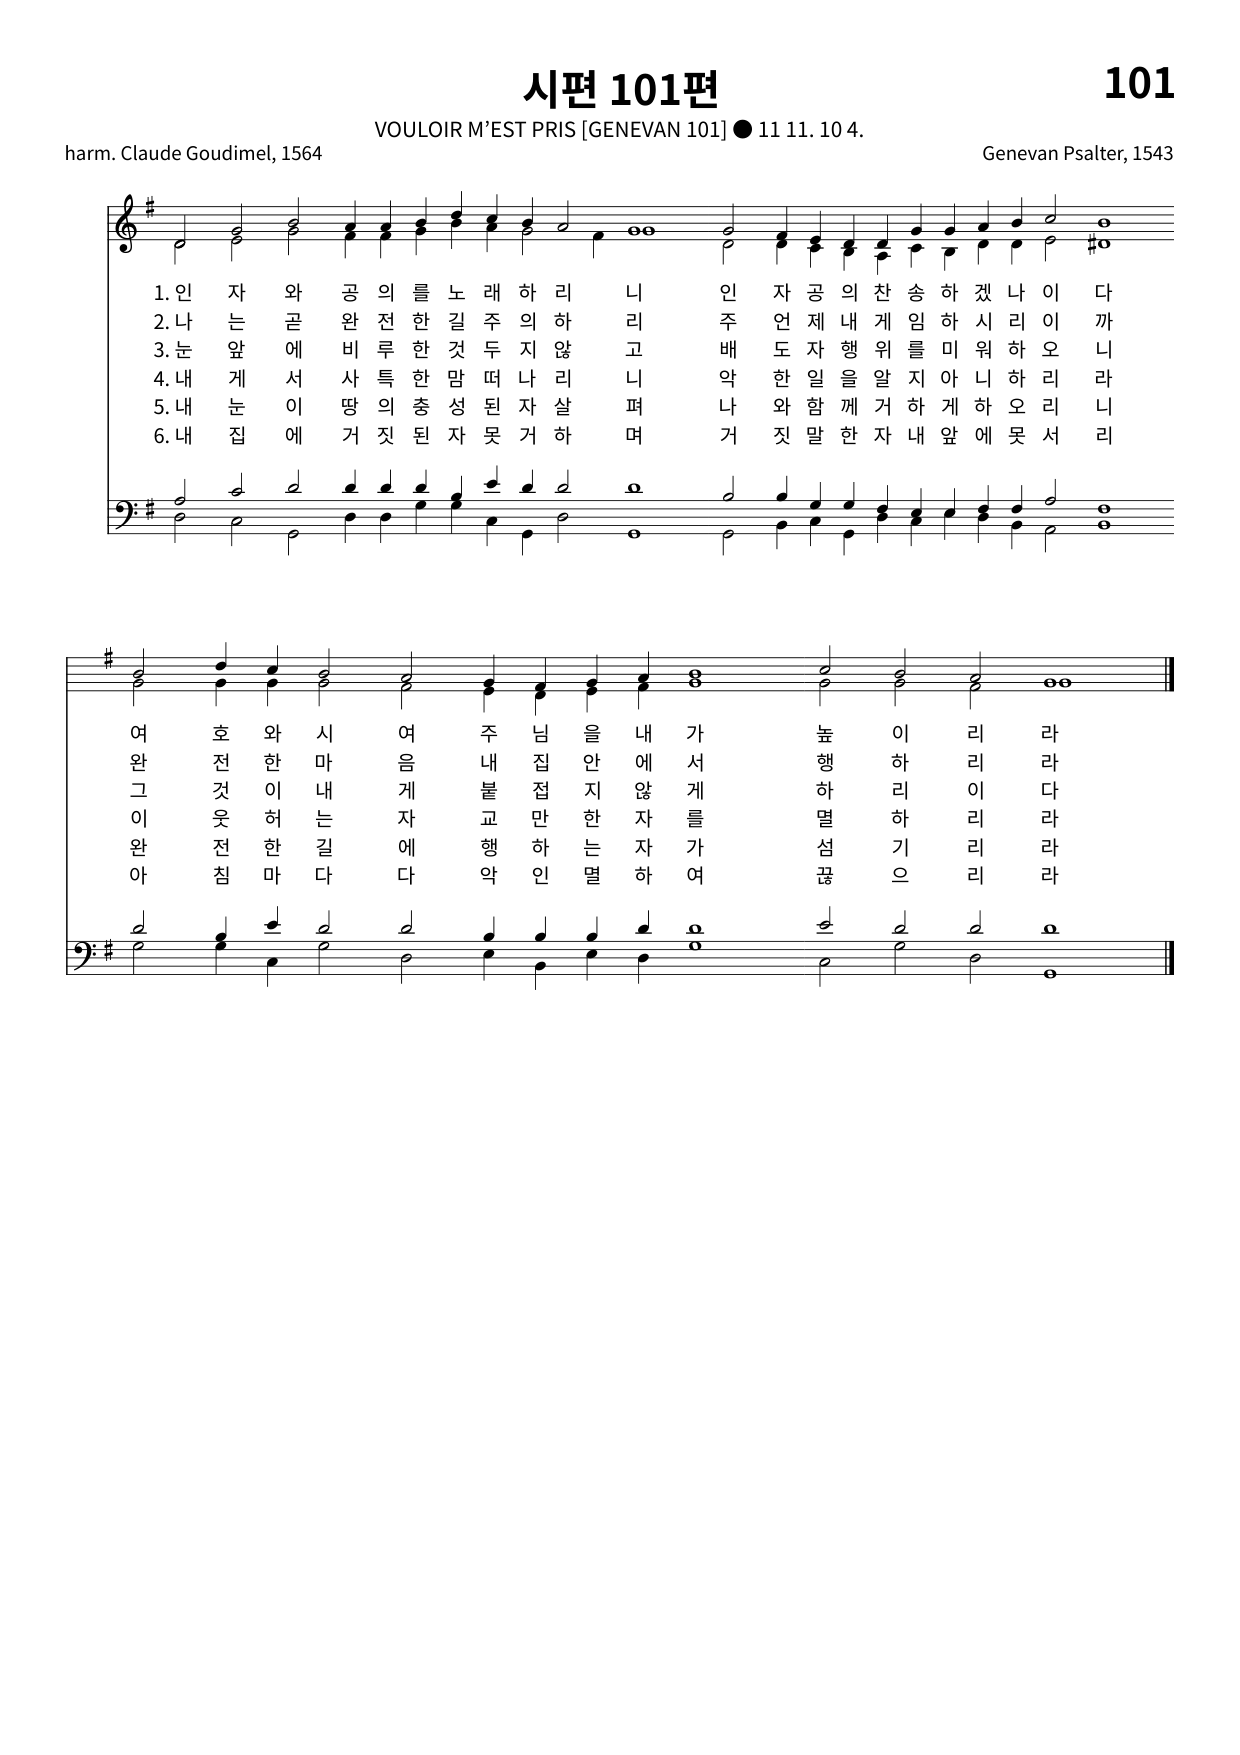 시편 101편
101
VOULOIR M’EST PRIS [GENEVAN 101] ● 11 11. 10 4.
harm. Claude Goudimel, 1564
Genevan Psalter, 1543
1. 인 자 와 공 의 를 노 래 하 리 니 인 자 공 의 찬 송 하 겠 나 이 다
2. 나 는 곧 완 전 한 길 주 의 하 리 주 언 제 내 게 임 하 시 리 이 까
3. 눈 앞 에 비 루 한 것 두 지 않 고 배 도 자 행 위 를 미 워 하 오 니
4. 내 게 서 사 특 한 맘 떠 나 리 니 악 한 일 을 알 지 아 니 하 리 라
5. 내 눈 이 땅 의 충 성 된 자 살 펴 나 와 함 께 거 하 게 하 오 리 니
6. 내 집 에 거 짓 된 자 못 거 하 며 거 짓 말 한 자 내 앞 에 못 서 리
여 호 와 시 여 주 님 을 내 가 높 이 리 라
완 전 한 마 음 내 집 안 에 서 행 하 리 라
그 것 이 내 게 붙 접 지 않 게 하 리 이 다
이 웃 허 는 자 교 만 한 자 를 멸 하 리 라
완 전 한 길 에 행 하 는 자 가 섬 기 리 라
아 침 마 다 다 악 인 멸 하 여 끊 으 리 라